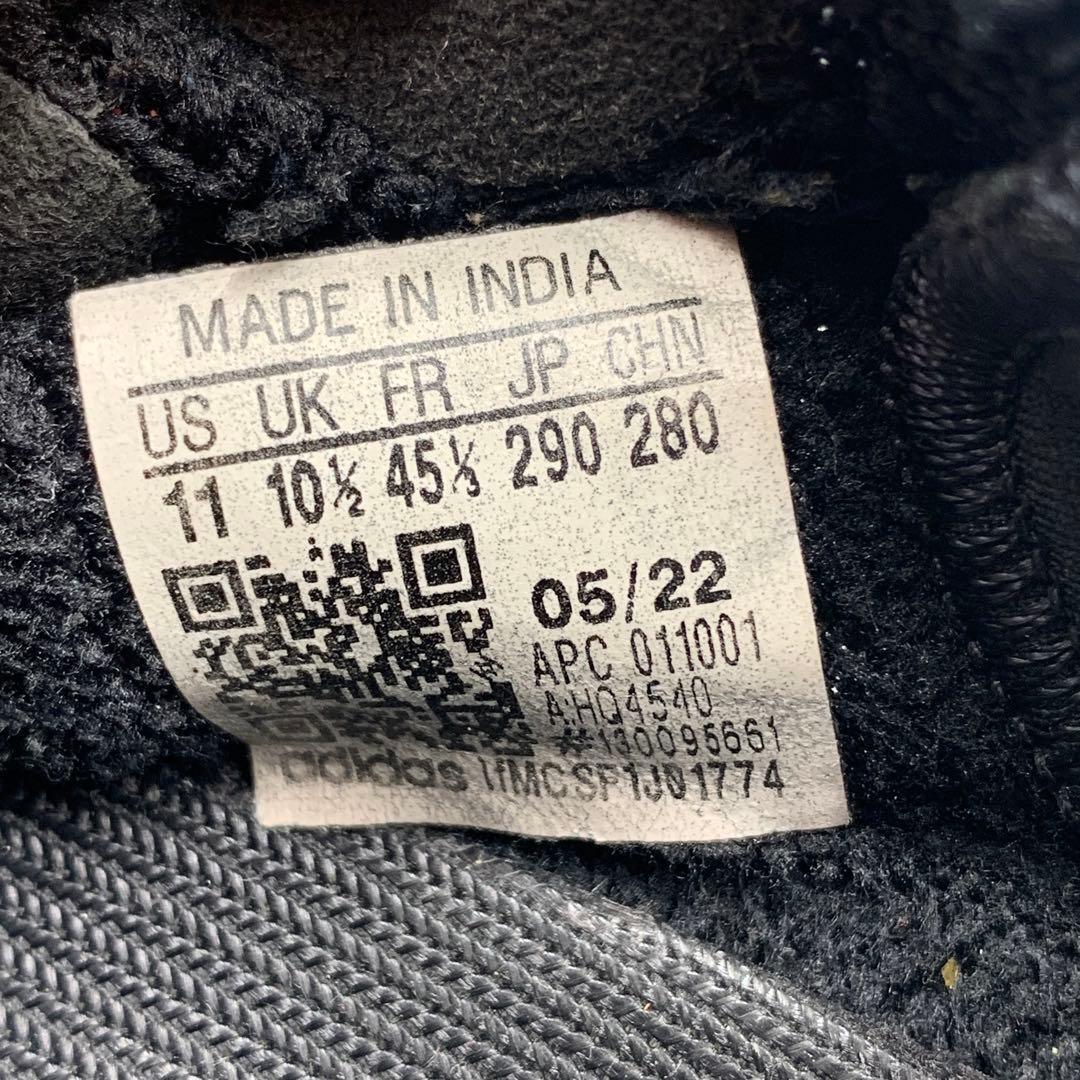 MADE IN INDIA
US UK FR JP CHN
11 10½ 45⅓ 290 280
05/22
APC 011001
A:HQ4540
#130095661
adidas